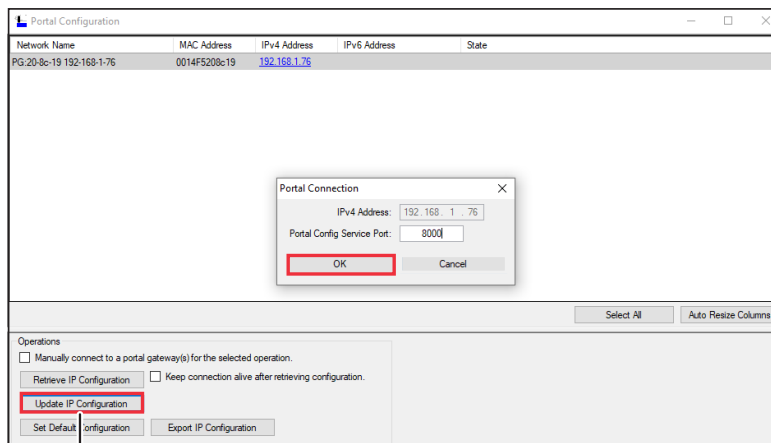 Portal Configuration
Network Name MAC Address IPv4 Address IPv6 Address State
PG:20-8c-19 192-168-1-76 0014F5208c19 192.168.1.76
Portal Connection
IPv4 Address: 192 . 168 . 1 . 76
Portal Config Service Port: 8000
OK Cancel
Select All Auto Resize Columns
Operations
Manually connect to a portal gateway(s) for the selected operation.
Retrieve IP Configuration Keep connection alive after retrieving configuration.
Update IP Configuration
Set Default Configuration Export IP Configuration